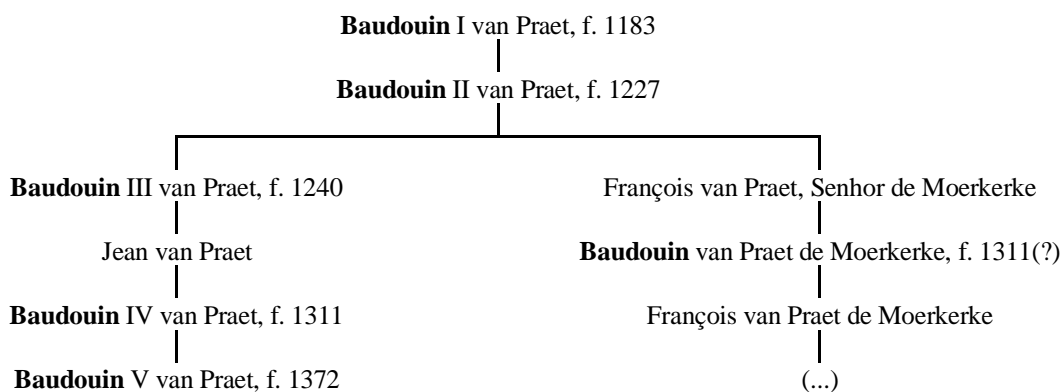 Baudouin I van Praet, f. 1183
Baudouin II van Praet, f. 1227
Baudouin III van Praet, f. 1240
François van Praet, Senhor de Moerkerke
Jean van Praet
Baudouin van Praet de Moerkerke, f. 1311(?)
Baudouin IV van Praet, f. 1311
François van Praet de Moerkerke
Baudouin V van Praet, f. 1372
(...)